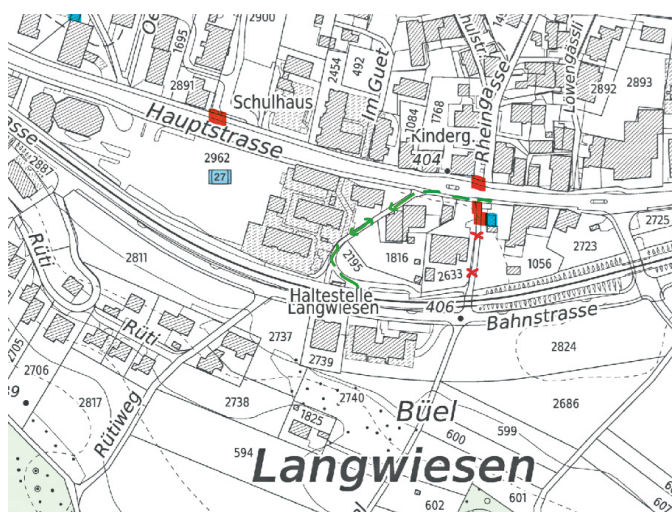 2900
1695
2891
Schulhaus
Hauptstrasse
2962
27
2454
492
Im Guet
1084
1768
Kinderg.
404
Rheingasse
Löwengässli
2892
2893
2887
Rüti
2811
2195
1816
2633
1056
2723
2725
Haltestelle
Langwiesen
406
Bahnstrasse
Rüti
2737
2739
2824
2705
2706
2817
Rütiweg
2738
2740
1825
Büel
2686
594
600
599
Langwiesen
602
601